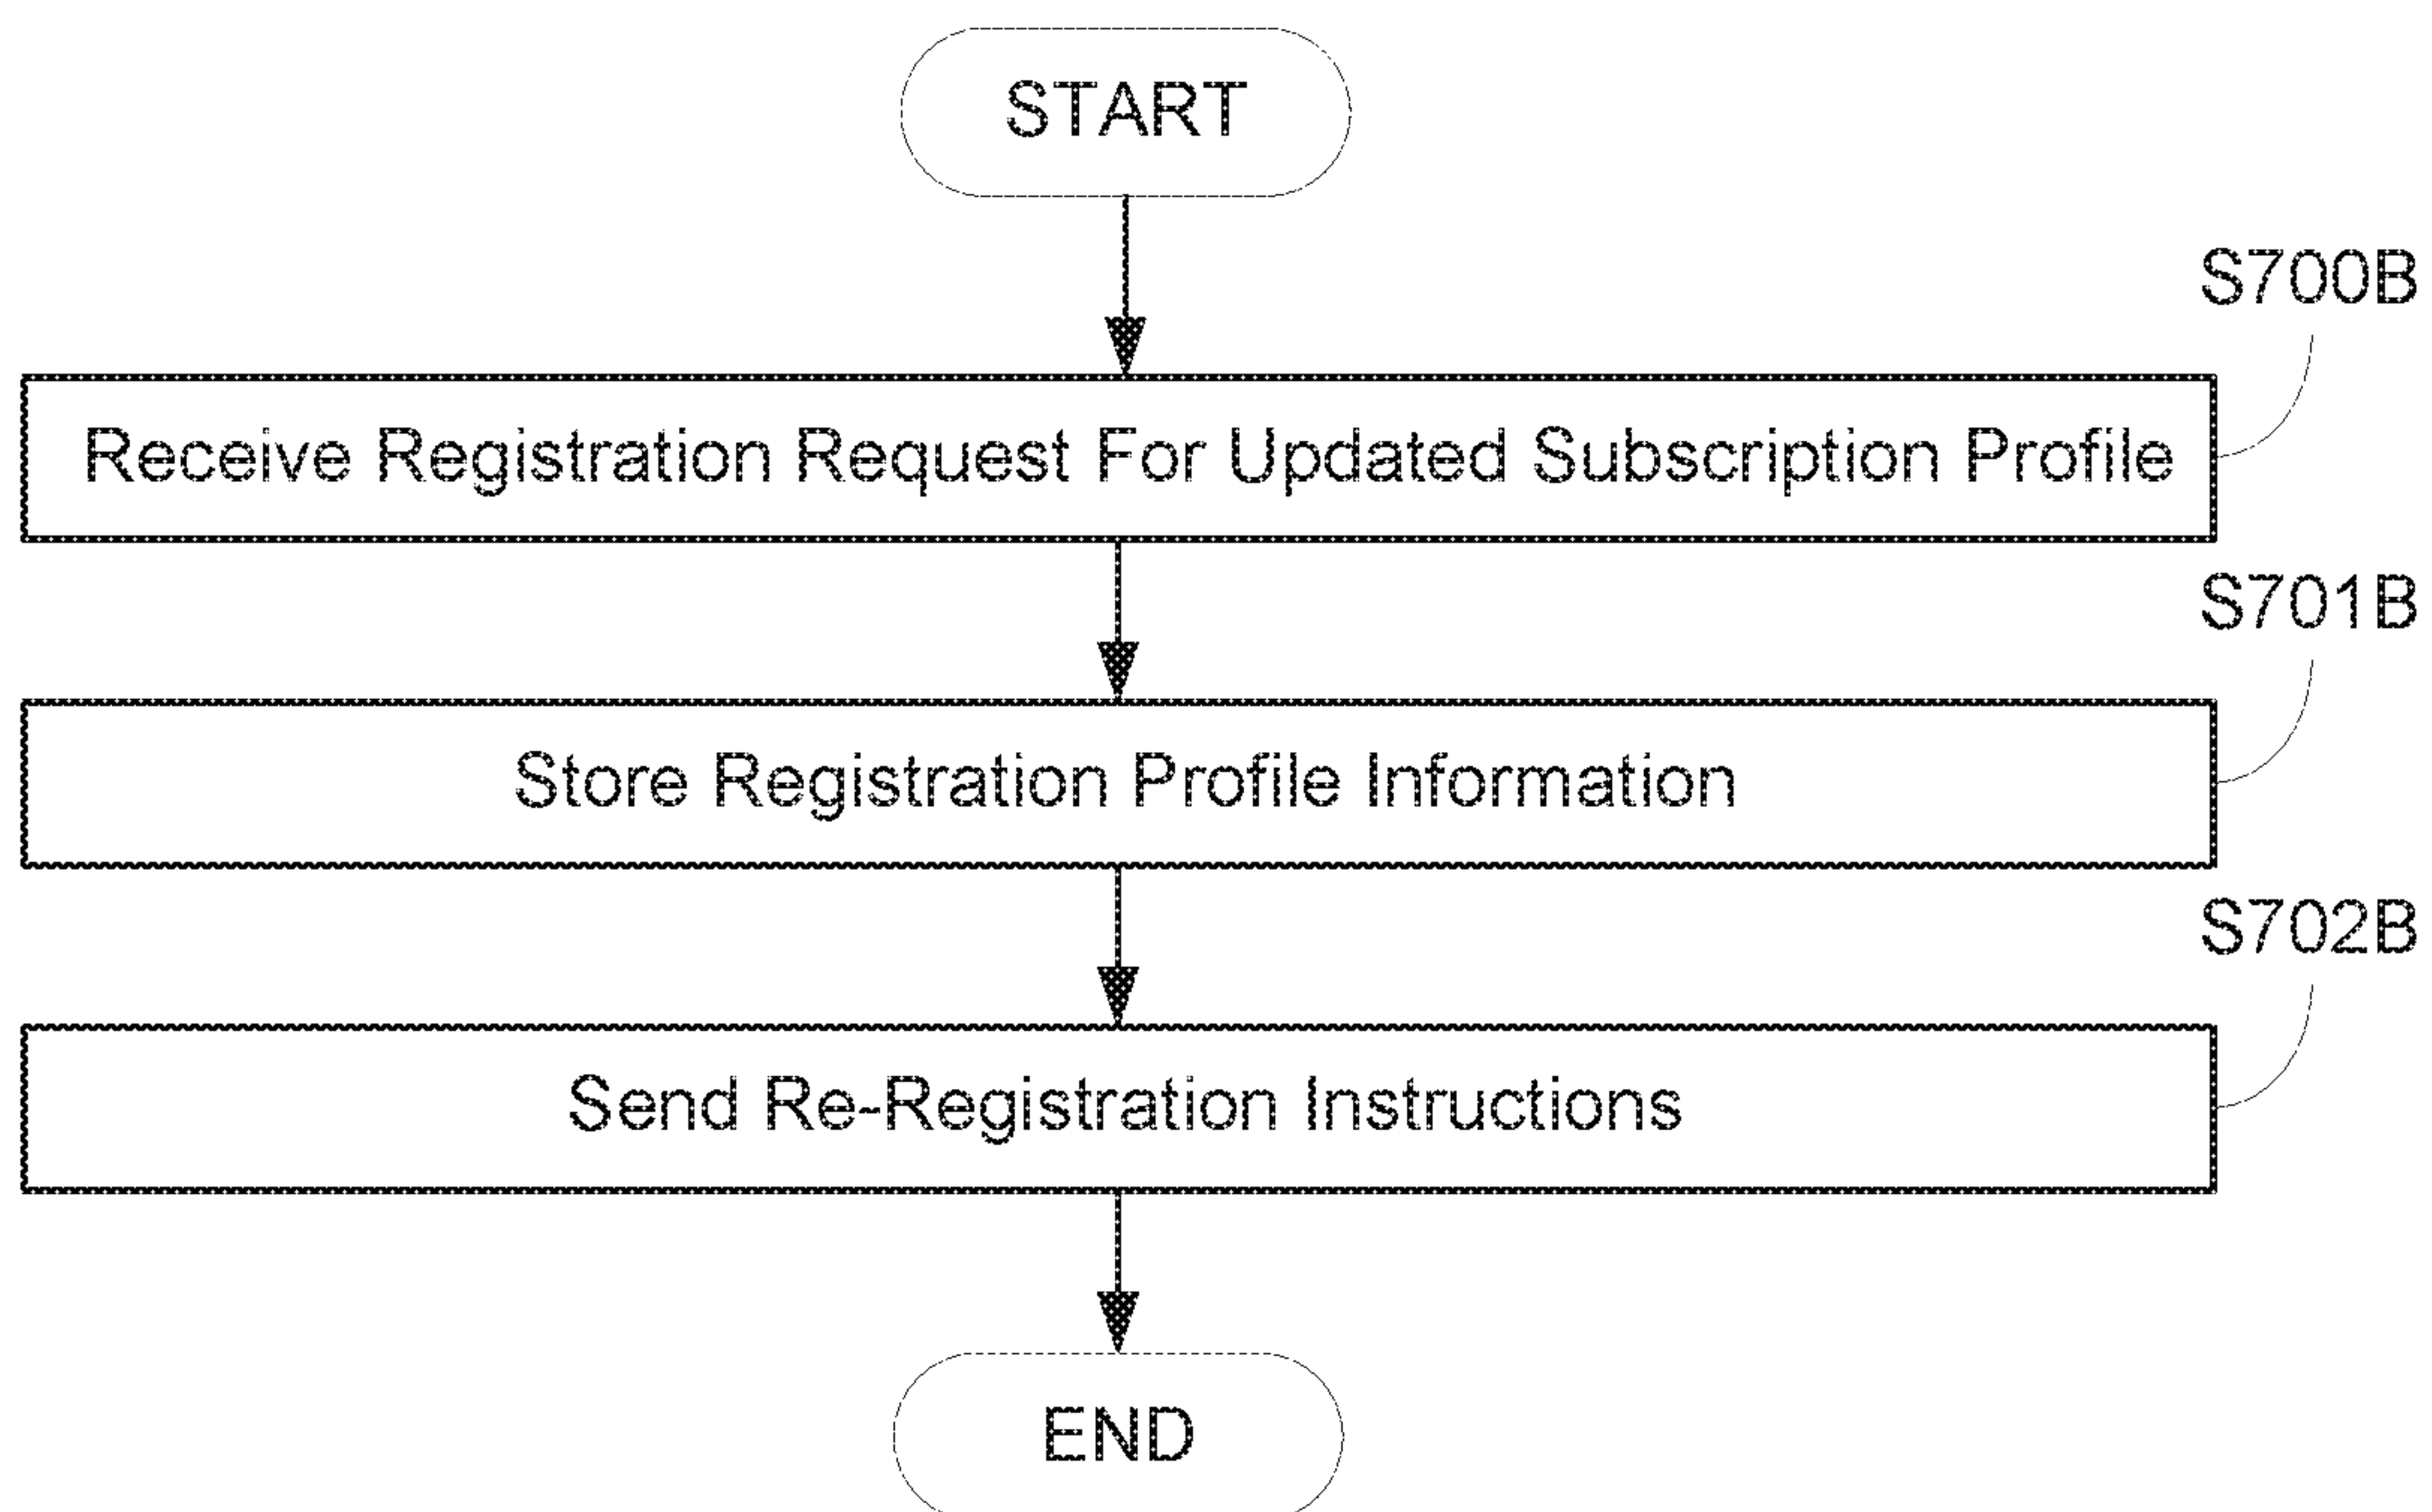 START
S700B
Receive Registration Request For Updated Subscription Profile
S701B
Store Registration Profile Information
S702B
Send Re-Registration Instructions
END